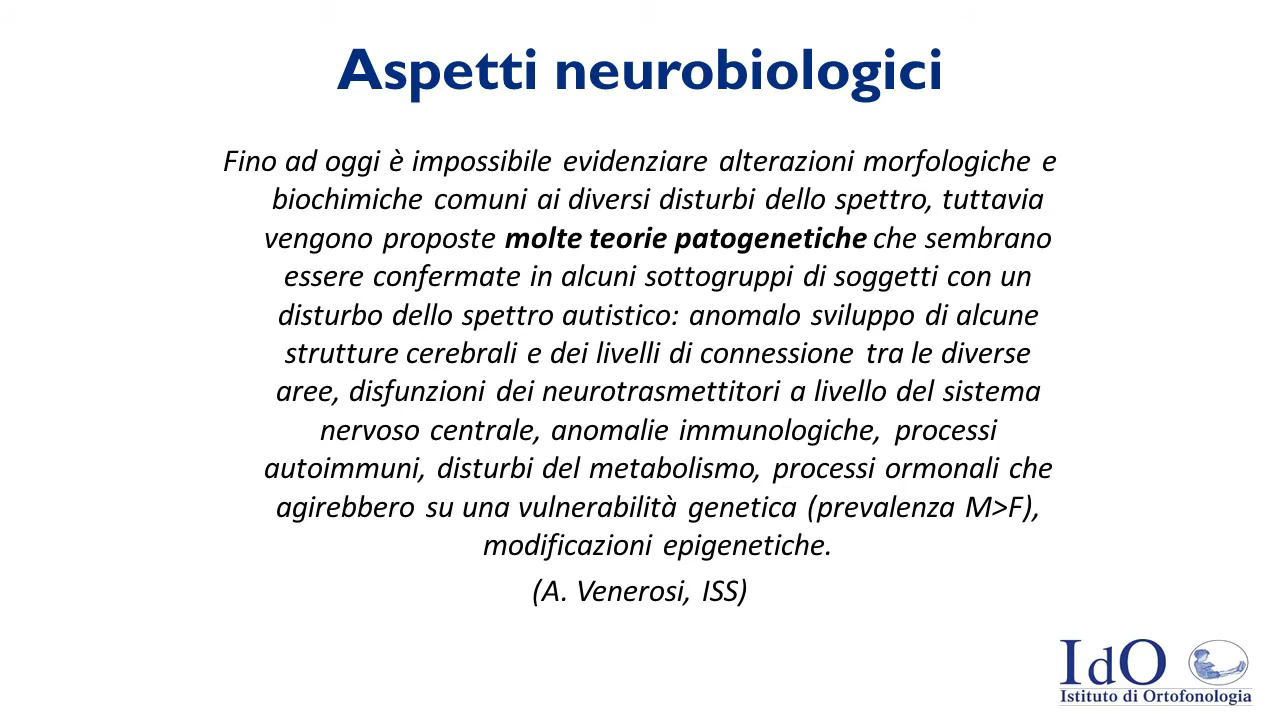 Aspetti neurobiologici
Fino ad oggi è impossibile evidenziare alterazioni morfologiche e
biochimiche comuni ai diversi disturbi dello spettro, tuttavia
vengono proposte molte teorie patogenetiche che sembrano
essere confermate in alcuni sottogruppi di soggetti con un
disturbo dello spettro autistico: anomalo sviluppo di alcune
strutture cerebrali e dei livelli di connessione tra le diverse
aree, disfunzioni dei neurotrasmettitori a livello del sistema
nervoso centrale, anomalie immunologiche, processi
autoimmuni, disturbi del metabolismo, processi ormonali che
agirebbero su una vulnerabilità genetica (prevalenza M>F),
modificazioni epigenetiche.
(A. Venerosi, ISS)
IdO
Istituto di Ortofonologia